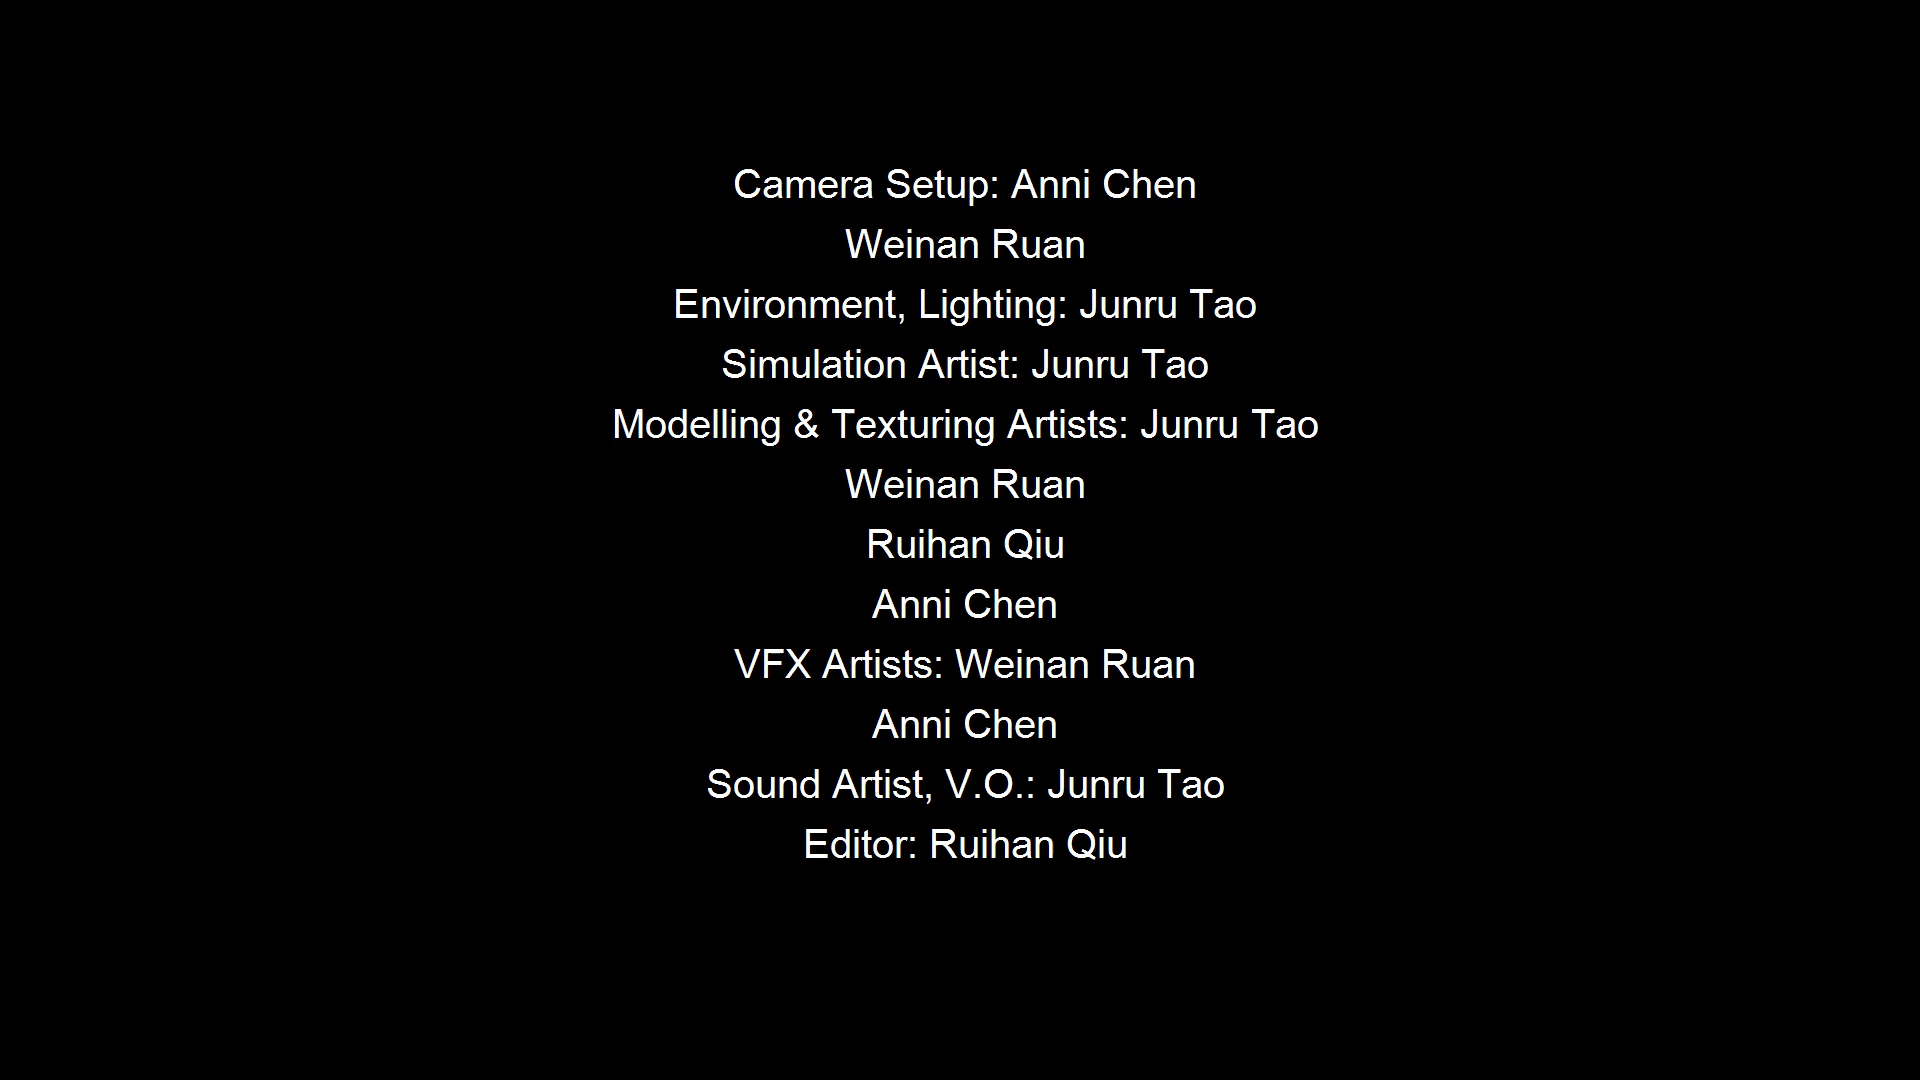 Camera Setup: Anni Chen
Weinan Ruan
Environment, Lighting: Junru Tao
Simulation Artist: Junru Tao
Modelling & Texturing Artists: Junru Tao
Weinan Ruan
Ruihan Qiu
Anni Chen
VFX Artists: Weinan Ruan
Anni Chen
Sound Artist, V.O.: Junru Tao
Editor: Ruihan Qiu